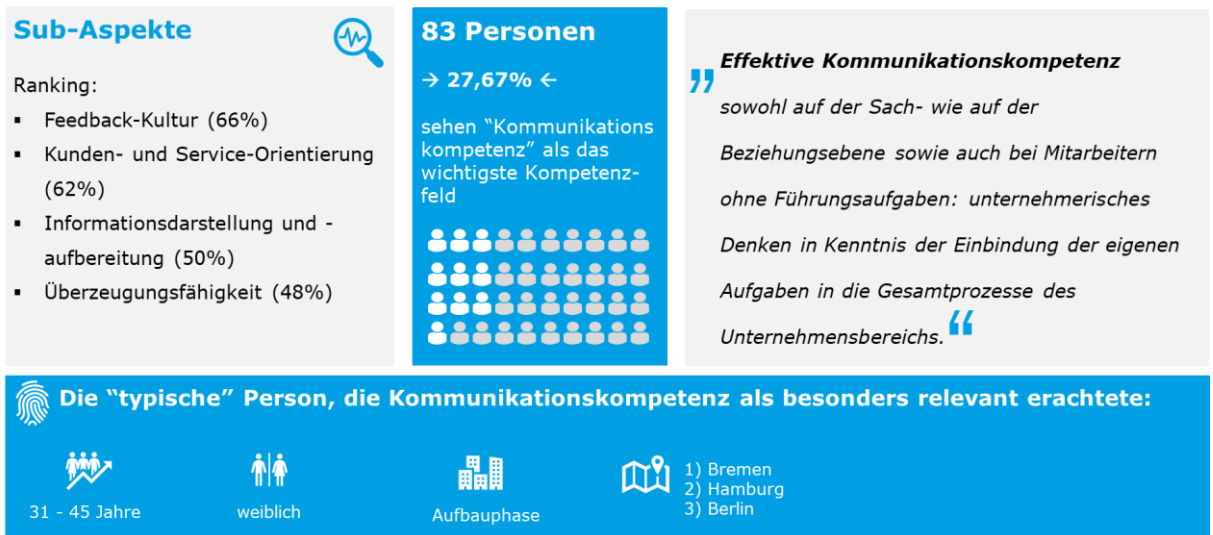 Sub-Aspekte
Ranking:
▪ Feedback-Kultur (66%)
▪ Kunden- und Service-Orientierung
(62%)
▪ Informationsdarstellung und -
aufbereitung (50%)
▪ Überzeugungsfähigkeit (48%)
83 Personen
→ 27,67% ←
sehen “Kommunikations
kompetenz” als das
wichtigste Kompetenz-
feld
„Effektive Kommunikationskompetenz
sowohl auf der Sach- wie auf der
Beziehungsebene sowie auch bei Mitarbeitern
ohne Führungsaufgaben: unternehmerisches
Denken in Kenntnis der Einbindung der eigenen
Aufgaben in die Gesamtprozesse des
Unternehmensbereichs.“
Die “typische” Person, die Kommunikationskompetenz als besonders relevant erachtete:
31 - 45 Jahre
weiblich
Aufbauphase
1) Bremen
2) Hamburg
3) Berlin